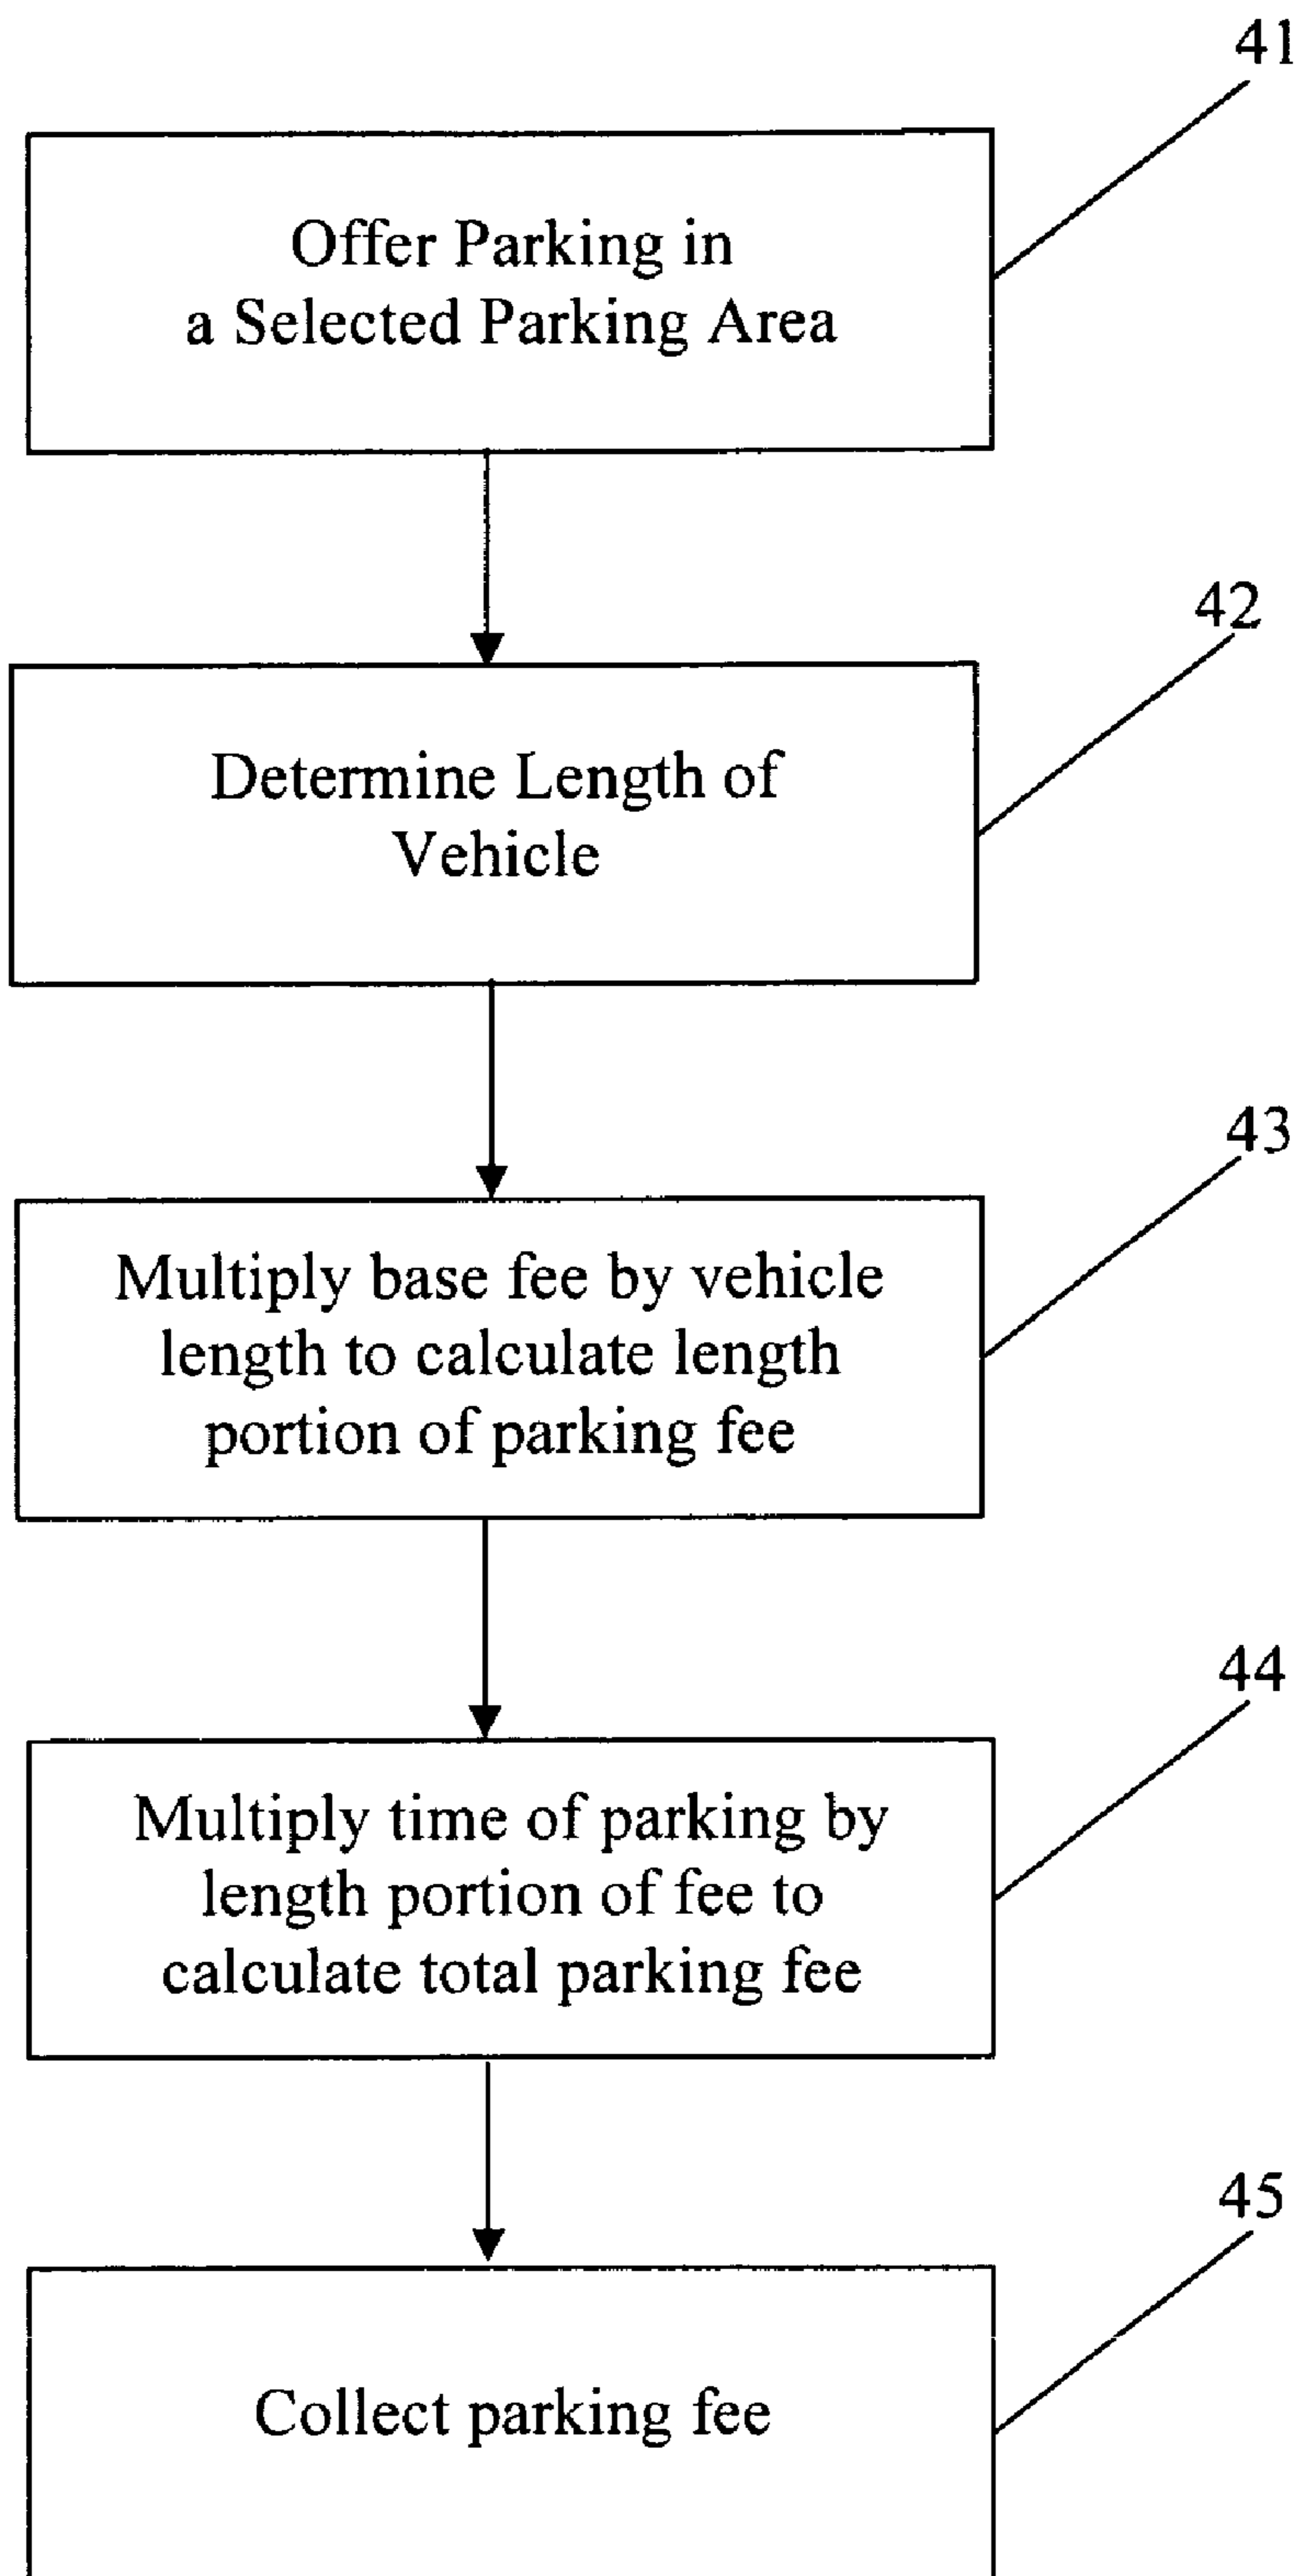 41
Offer Parking in
a Selected Parking Area
42
Determine Length of
Vehicle
43
Multiply base fee by vehicle
length to calculate length
portion of parking fee
44
Multiply time of parking by
length portion of fee to
calculate total parking fee
45
Collect parking fee